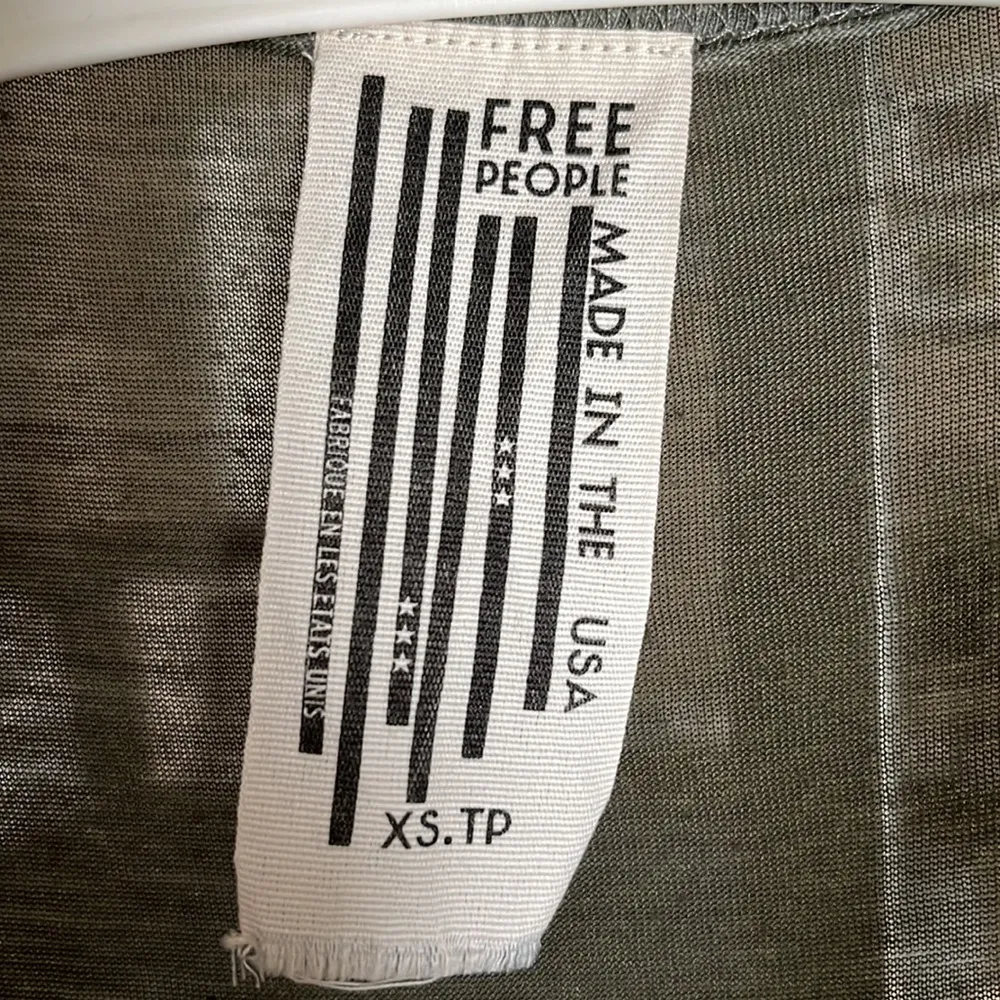 FREE
PEOPLE
MADE IN THE USA
FABRIQUE EN LES ETATS UNIS
XS.TP